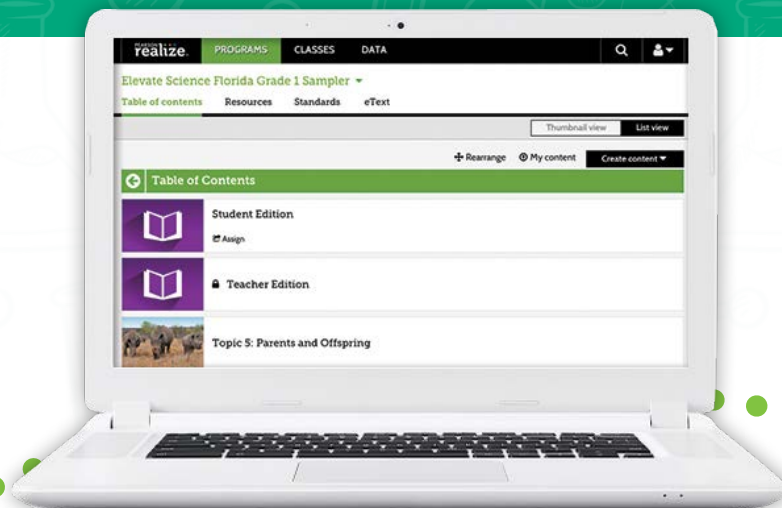 PEARSON
realize. PROGRAMS CLASSES DATA
Elevate Science Florida Grade 1 Sampler
Table of contents Resources Standards eText
Thumbnail view List view
Rearrange My content Create content
Table of Contents
Student Edition
Assign
Teacher Edition
Topic 5: Parents and Offspring